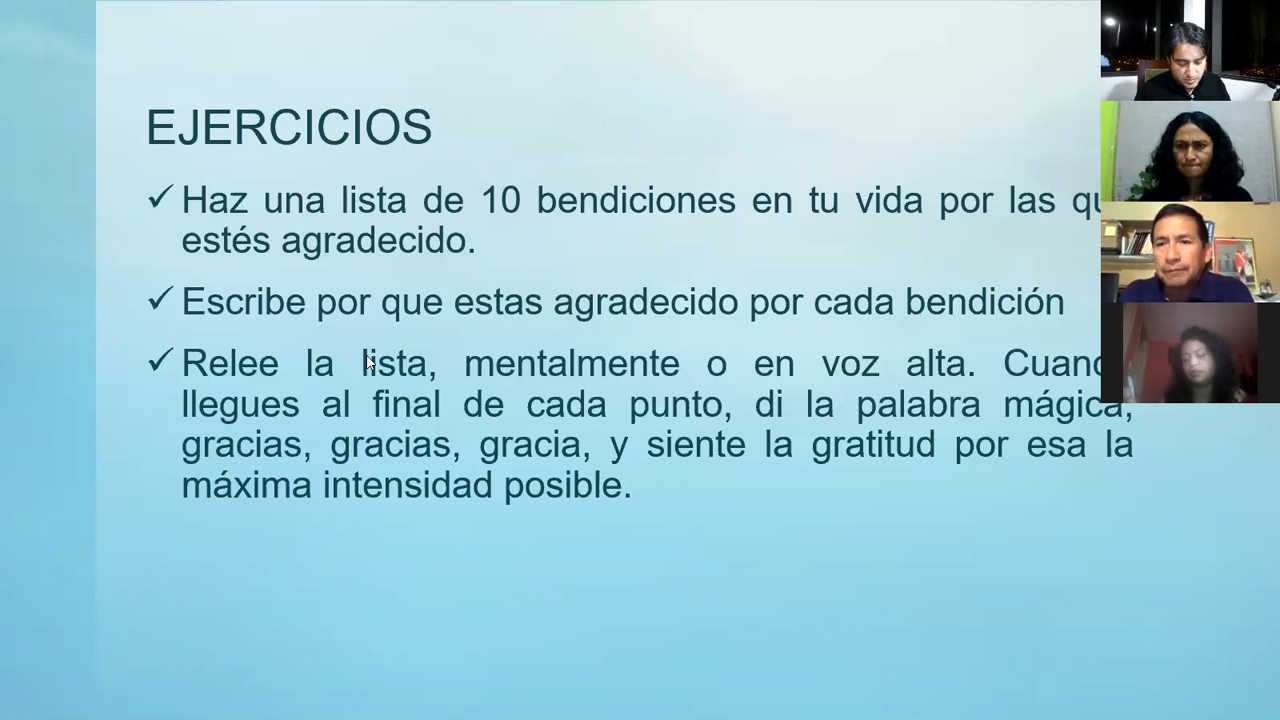 EJERCICIOS
Haz una lista de 10 bendiciones en tu vida por las
estés agradecido.
Escribe por que estas agradecido por cada bendición
Relee la lista, mentalmente o en voz alta.
llegues al final de cada punto, di la palabra mágica,
gracias, gracias, gracia, y siente la gratitud por esa la
máxima intensidad posible.